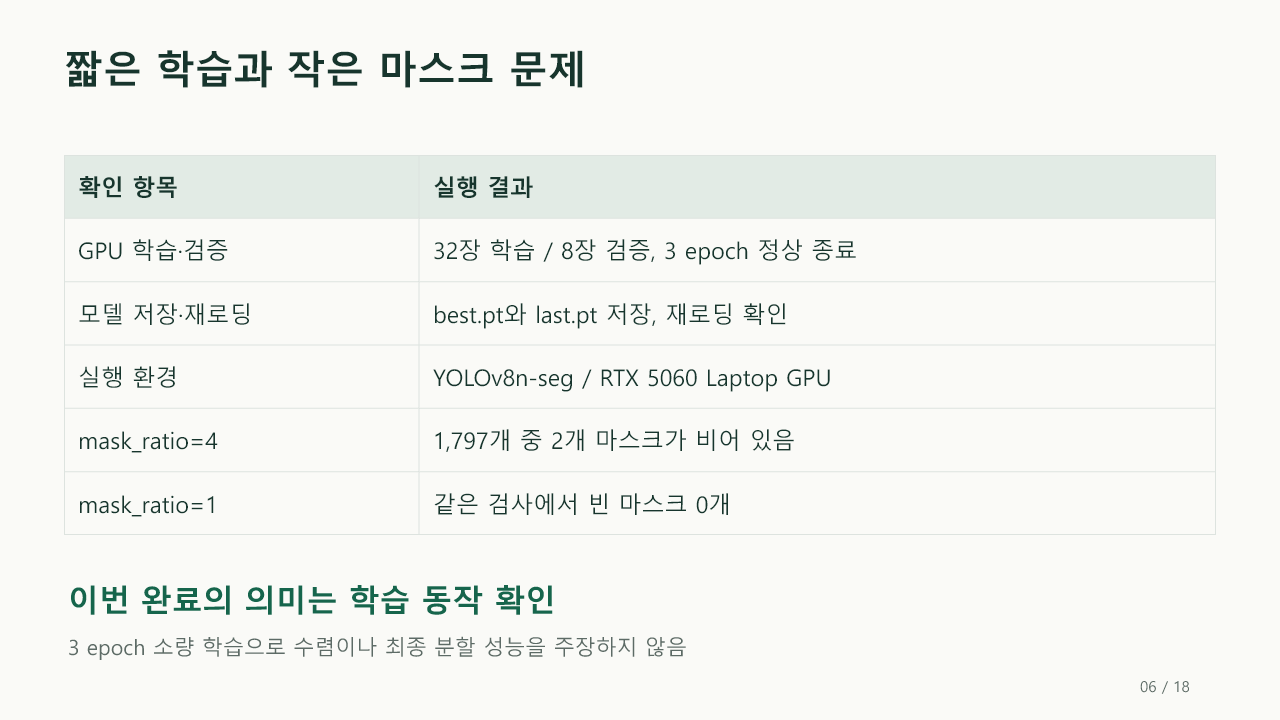 짧은 학습과 작은 마스크 문제
확인 항목 실행 결과
GPU 학습·검증 32장 학습 / 8장 검증, 3 epoch 정상 종료
모델 저장·재로딩 best.pt와 last.pt 저장, 재로딩 확인
실행 환경 YOLOv8n-seg / RTX 5060 Laptop GPU
mask_ratio=4 1,797개 중 2개 마스크가 비어 있음
mask_ratio=1 같은 검사에서 빈 마스크 0개
이번 완료의 의미는 학습 동작 확인
3 epoch 소량 학습으로 수렴이나 최종 분할 성능을 주장하지 않음
06 / 18